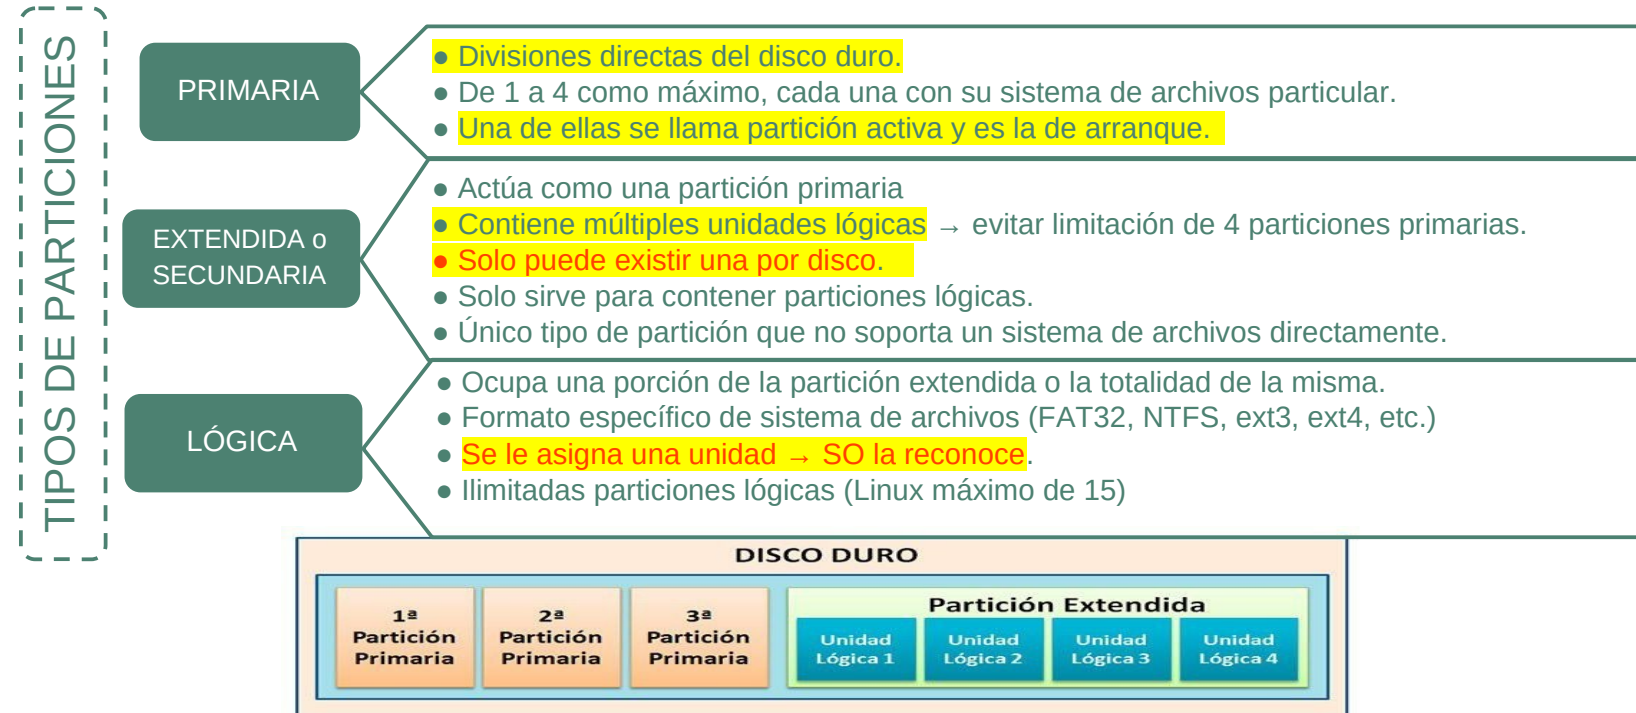 TIPOS DE PARTICIONES
PRIMARIA
● Divisiones directas del disco duro.
● De 1 a 4 como máximo, cada una con su sistema de archivos particular.
● Una de ellas se llama partición activa y es la de arranque.
EXTENDIDA o
SECUNDARIA
● Actúa como una partición primaria
● Contiene múltiples unidades lógicas → evitar limitación de 4 particiones primarias.
● Solo puede existir una por disco.
● Solo sirve para contener particiones lógicas.
● Único tipo de partición que no soporta un sistema de archivos directamente.
LÓGICA
● Ocupa una porción de la partición extendida o la totalidad de la misma.
● Formato específico de sistema de archivos (FAT32, NTFS, ext3, ext4, etc.)
● Se le asigna una unidad → SO la reconoce.
● Ilimitadas particiones lógicas (Linux máximo de 15)
DISCO DURO
1ª
Partición
Primaria
2ª
Partición
Primaria
3ª
Partición
Primaria
Partición Extendida
Unidad
Lógica 1
Unidad
Lógica 2
Unidad
Lógica 3
Unidad
Lógica 4